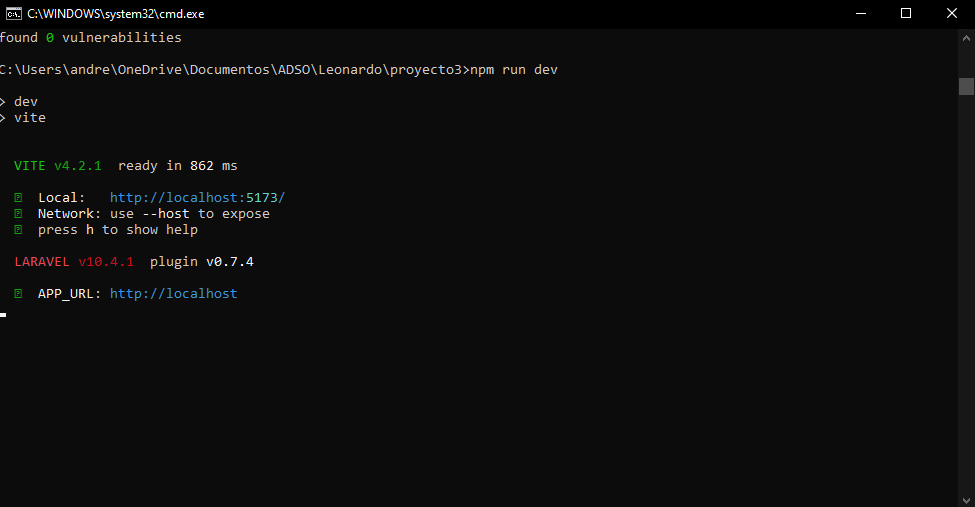 C:\WINDOWS\system32\cmd.exe
found 0 vulnerabilities
C:\Users\andre\OneDrive\Documentos\ADSO\Leonardo\proyecto3>npm run dev
> dev
> vite
VITE v4.2.1 ready in 862 ms
Local: http://localhost:5173/
Network: use --host to expose
press h to show help
LARAVEL v10.4.1 plugin v0.7.4
APP_URL: http://localhost